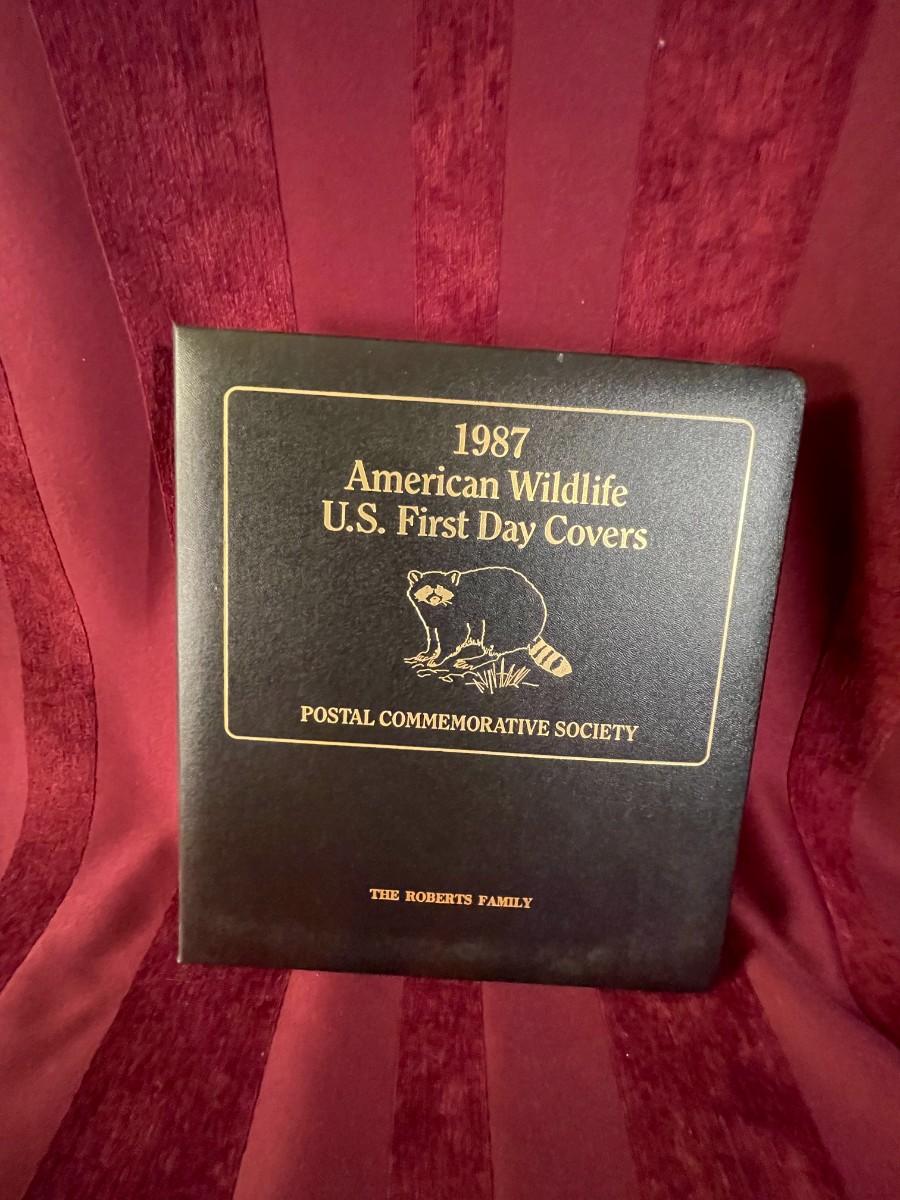 1987
American Wildlife
U.S. First Day Covers
POSTAL COMMEMORATIVE SOCIETY
THE ROBERTS FAMILY